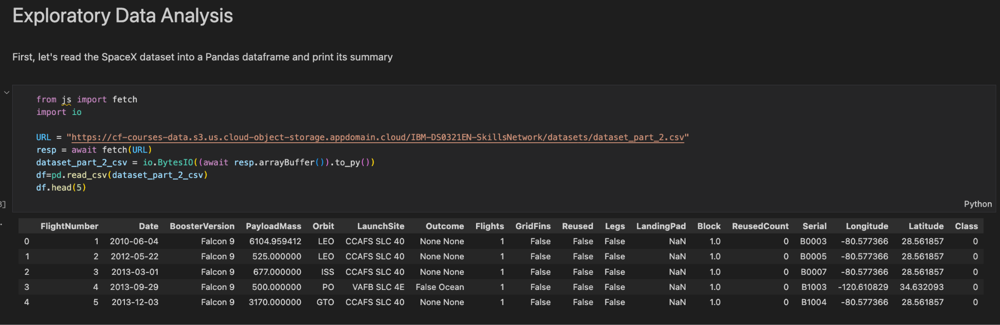 Exploratory Data Analysis
First, let's read the SpaceX dataset into a Pandas dataframe and print its summary
from js import fetch
import io
URL = "https://cf-courses-data.s3.us.cloud-object-storage.appdomain.cloud/IBM-DS0321EN-SkillsNetwork/datasets/dataset_part_2.csv"
resp = await fetch(URL)
dataset_part_2_csv = io.BytesIO((await resp.arrayBuffer()).to_py())
df=pd.read_csv(dataset_part_2_csv)
df.head(5)
3]
Python
FlightNumber Date BoosterVersion PayloadMass Orbit LaunchSite Outcome Flights GridFins Reused Legs LandingPad Block ReusedCount Serial Longitude Latitude Class
0 1 2010-06-04 Falcon 9 6104.959412 LEO CCAFS SLC 40 None None 1 False False False NaN 1.0 0 B0003 -80.577366 28.561857 0
1 2 2012-05-22 Falcon 9 525.000000 LEO CCAFS SLC 40 None None 1 False False False NaN 1.0 0 B0005 -80.577366 28.561857 0
2 3 2013-03-01 Falcon 9 677.000000 ISS CCAFS SLC 40 None None 1 False False False NaN 1.0 0 B0007 -80.577366 28.561857 0
3 4 2013-09-29 Falcon 9 500.000000 PO VAFB SLC 4E False Ocean 1 False False False NaN 1.0 0 B1003 -120.610829 34.632093 0
4 5 2013-12-03 Falcon 9 3170.000000 GTO CCAFS SLC 40 None None 1 False False False NaN 1.0 0 B1004 -80.577366 28.561857 0